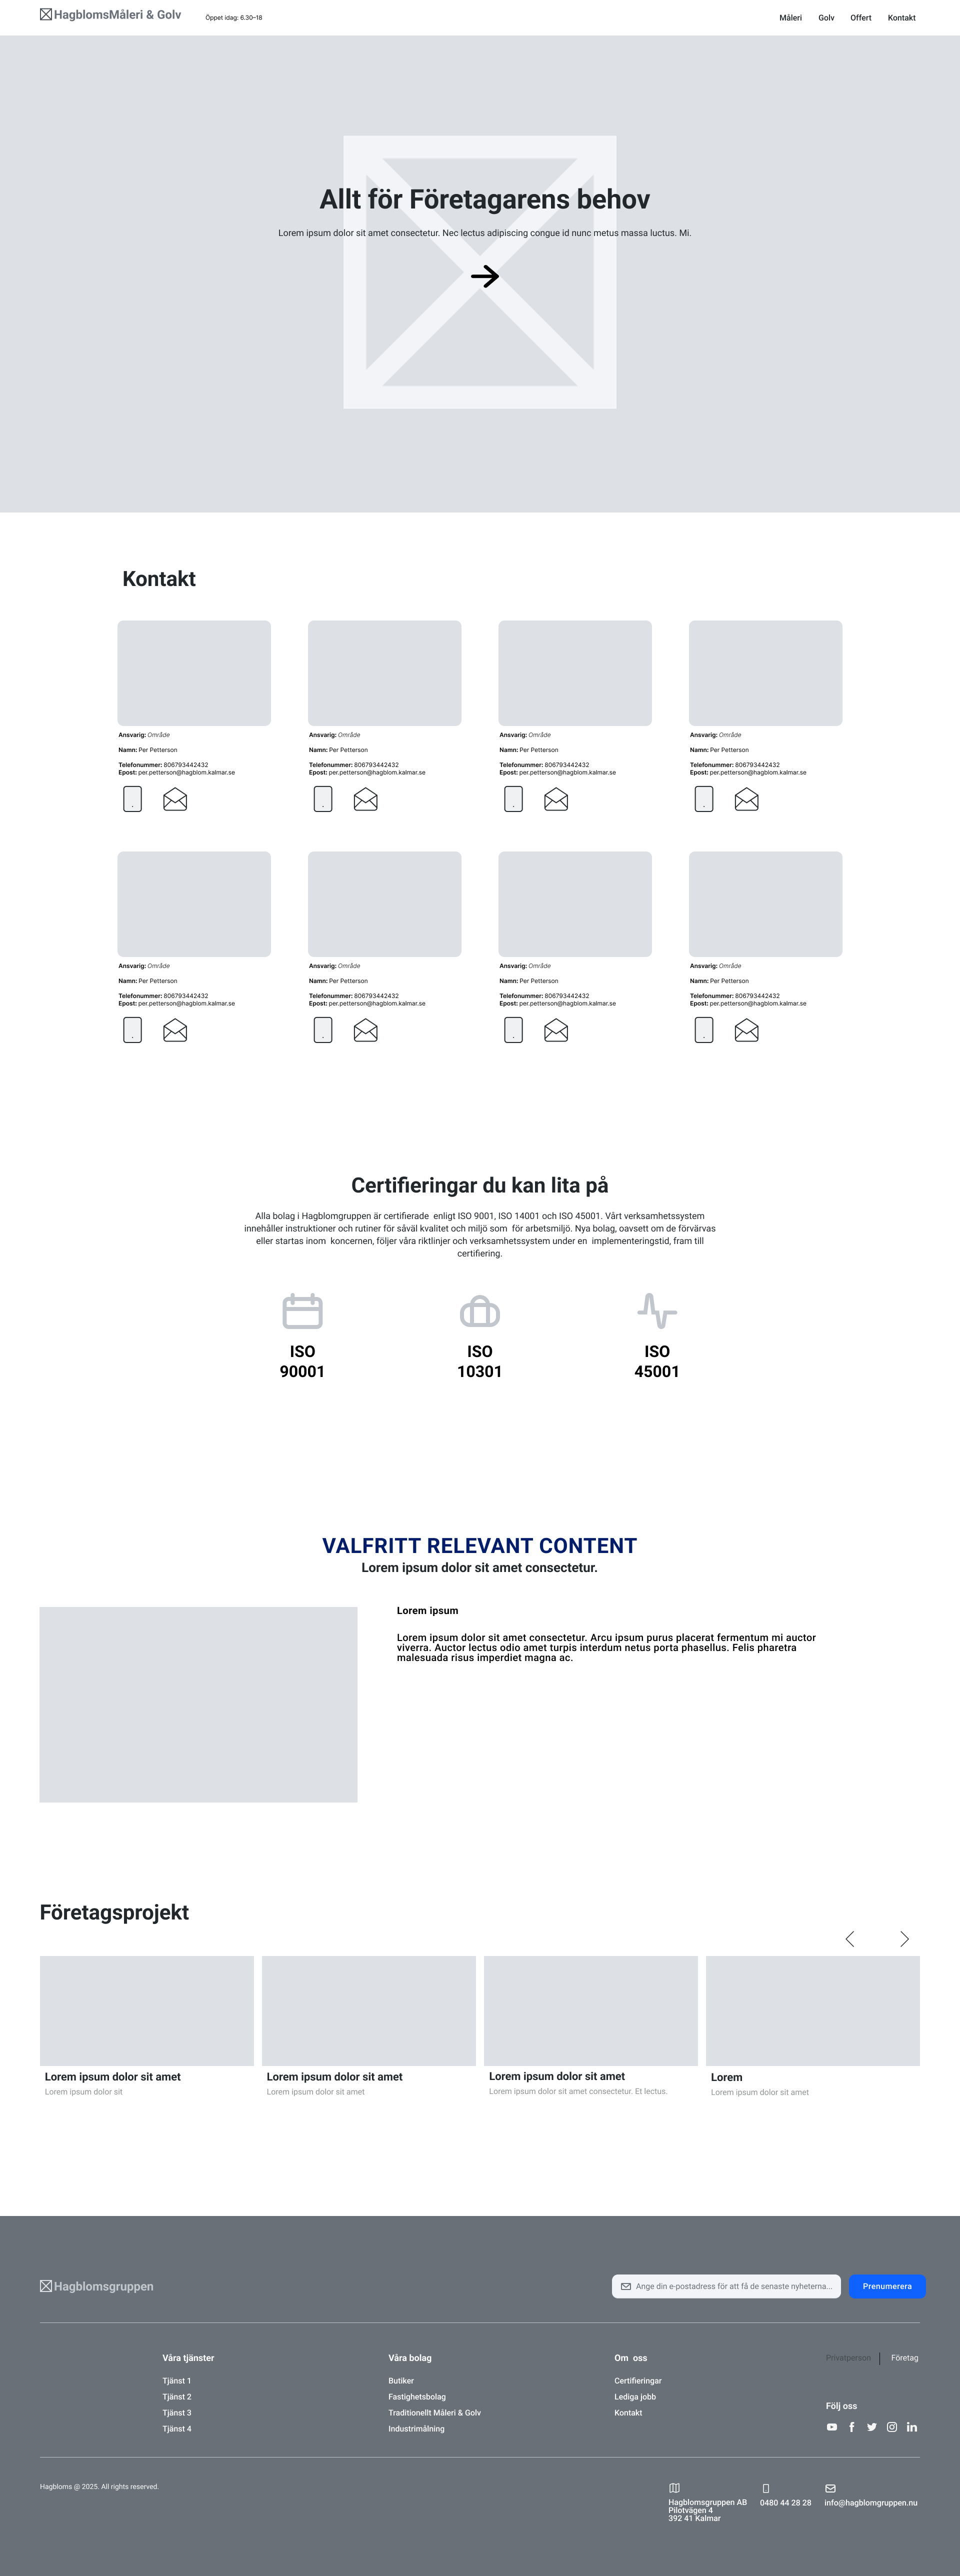 HagblomsMåleri & Golv
Öppet idag: 6.30-18
Måleri
Golv
Offert
Kontakt
Allt för Företagarens behov
Lorem ipsum dolor sit amet consectetur. Nec lectus adipiscing congue id nunc metus massa luctus. Mi.
Kontakt
Ansvarig: Område
Namn: Per Petterson
Telefonummer: 806793442432
Epost: per.petterson@hagblom.kalmar.se
Ansvarig: Område
Namn: Per Petterson
Telefonummer: 806793442432
Epost: per.petterson@hagblom.kalmar.se
Ansvarig: Område
Namn: Per Petterson
Telefonummer: 806793442432
Epost: per.petterson@hagblom.kalmar.se
Ansvarig: Område
Namn: Per Petterson
Telefonummer: 806793442432
Epost: per.petterson@hagblom.kalmar.se
Ansvarig: Område
Namn: Per Petterson
Telefonummer: 806793442432
Epost: per.petterson@hagblom.kalmar.se
Ansvarig: Område
Namn: Per Petterson
Telefonummer: 806793442432
Epost: per.petterson@hagblom.kalmar.se
Ansvarig: Område
Namn: Per Petterson
Telefonummer: 806793442432
Epost: per.petterson@hagblom.kalmar.se
Ansvarig: Område
Namn: Per Petterson
Telefonummer: 806793442432
Epost: per.petterson@hagblom.kalmar.se
Certifieringar du kan lita på
Alla bolag i Hagblomgruppen är certifierade enligt ISO 9001, ISO 14001 och ISO 45001. Vårt verksamhetssystem
innehåller instruktioner och rutiner för såväl kvalitet och miljö som för arbetsmiljö. Nya bolag, oavsett om de förvärvas
eller startas inom koncernen, följer våra riktlinjer och verksamhetssystem under en implementeringstid, fram till
certifiering.
ISO
90001
ISO
10301
ISO
45001
VALFRITT RELEVANT CONTENT
Lorem ipsum dolor sit amet consectetur.
Lorem ipsum
Lorem ipsum dolor sit amet consectetur. Arcu ipsum purus placerat fermentum mi auctor
viverra. Auctor lectus odio amet turpis interdum netus porta phasellus. Felis pharetra
malesuada risus imperdiet magna ac.
Företagsprojekt
Lorem ipsum dolor sit amet
Lorem ipsum dolor sit
Lorem ipsum dolor sit amet
Lorem ipsum dolor sit amet
Lorem ipsum dolor sit amet
Lorem ipsum dolor sit amet consectetur. Et lectus.
Lorem
Lorem ipsum dolor sit amet
Hagblomsgruppen
Ange din e-postadress för att få de senaste nyheterna...
Prenumerera
Våra tjänster
Tjänst 1
Tjänst 2
Tjänst 3
Tjänst 4
Våra bolag
Butiker
Fastighetsbolag
Traditionellt Måleri & Golv
Industrimålning
Om oss
Certifieringar
Lediga jobb
Kontakt
Privatperson
Företag
Följ oss
Hagbloms @ 2025. All rights reserved.
Hagblomsgruppen AB
Pilotvägen 4
392 41 Kalmar
0480 44 28 28
info@hagblomgruppen.nu